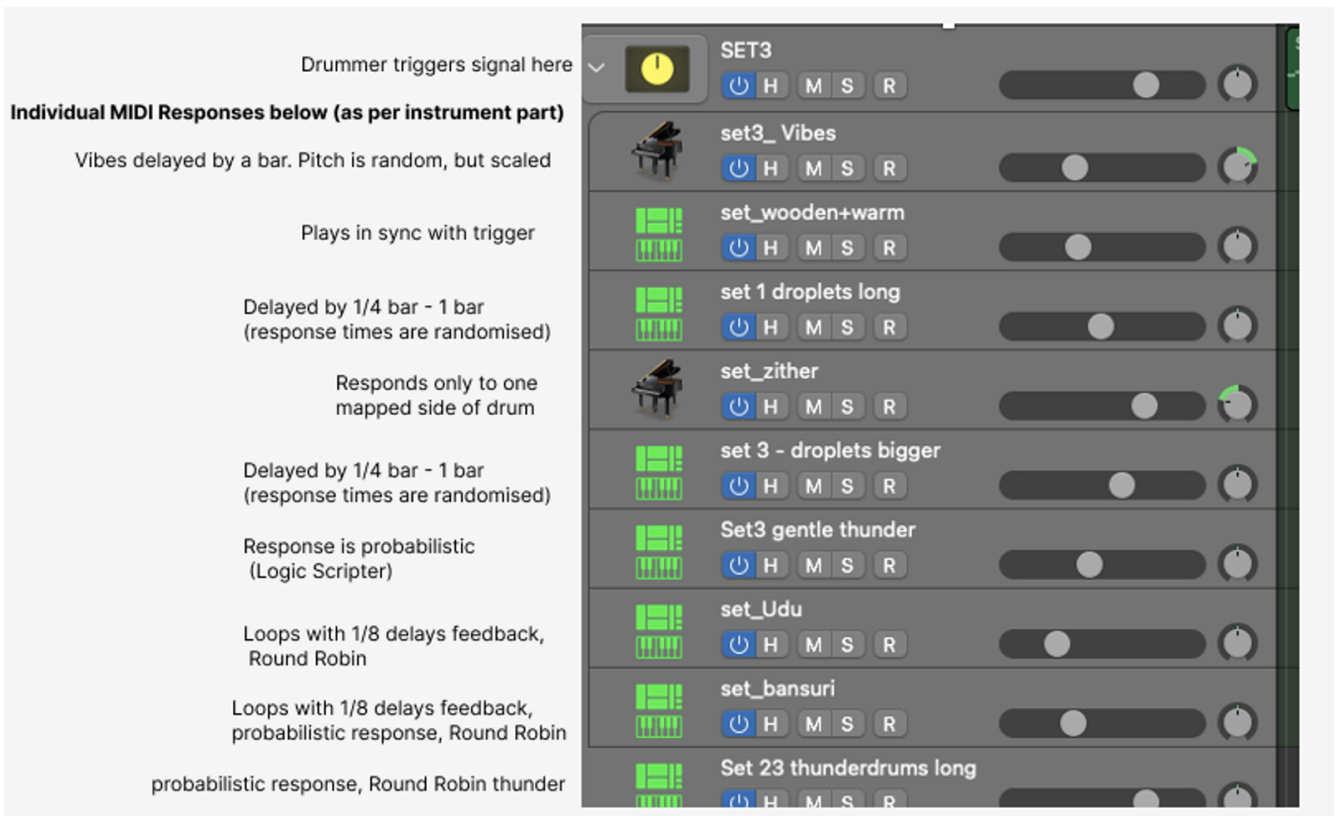 Drummer triggers signal here
SET3
H M S R
Individual MIDI Responses below (as per instrument part)
Vibes delayed by a bar. Pitch is random, but scaled
set3_ Vibes
H M S R
Plays in sync with trigger
set_wooden+warm
H M S R
Delayed by 1/4 bar - 1 bar
(response times are randomised)
set 1 droplets long
H M S R
Responds only to one
mapped side of drum
set_zither
H M S R
Delayed by 1/4 bar - 1 bar
(response times are randomised)
set 3 - droplets bigger
H M S R
Response is probabilistic
(Logic Scripter)
Set3 gentle thunder
H M S R
Loops with 1/8 delays feedback,
Round Robin
set_Udu
H M S R
Loops with 1/8 delays feedback,
probabilistic response, Round Robin
set_bansuri
H M S R
probabilistic response, Round Robin thunder
Set 23 thunderdrums long
H M S R